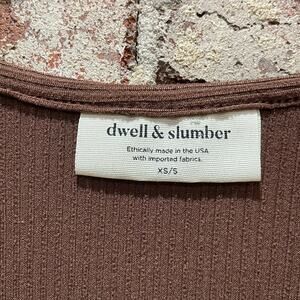 dwell & slumber
Ethically made in the USA
with imported fabrics.
XS/S